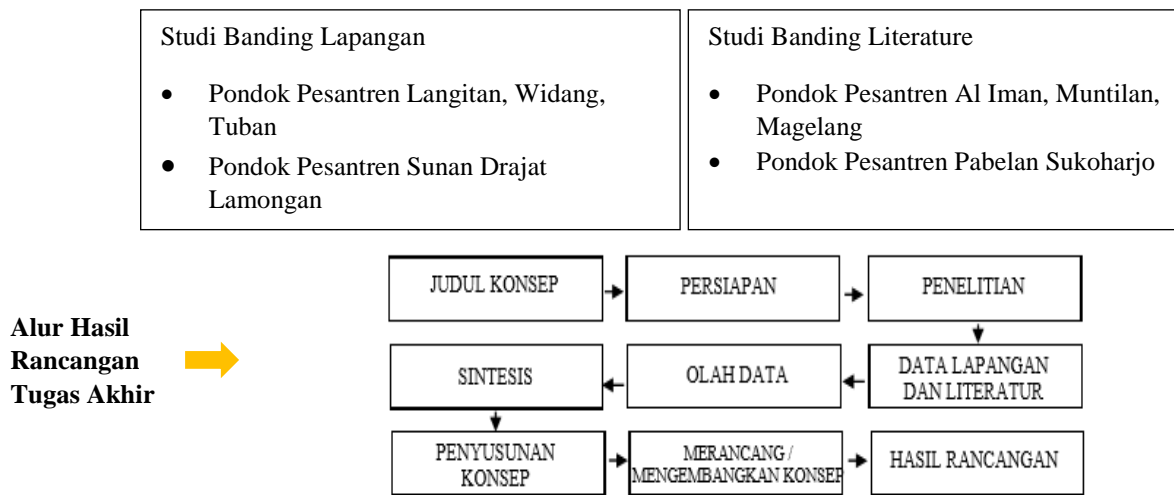 Studi Banding Lapangan
• Pondok Pesantren Langitan, Widang,
Tuban
• Pondok Pesantren Sunan Drajat
Lamongan
Studi Banding Literature
• Pondok Pesantren Al Iman, Muntilan,
Magelang
• Pondok Pesantren Pabelan Sukoharjo
Alur Hasil
Rancangan
Tugas Akhir
JUDUL KONSEP
PERSIAPAN
PENELITIAN
DATA LAPANGAN
DAN LITERATUR
OLAH DATA
SINTESIS
PENYUSUNAN
KONSEP
MERANCANG /
MENGEMBANGKAN KONSEP
HASIL RANCANGAN